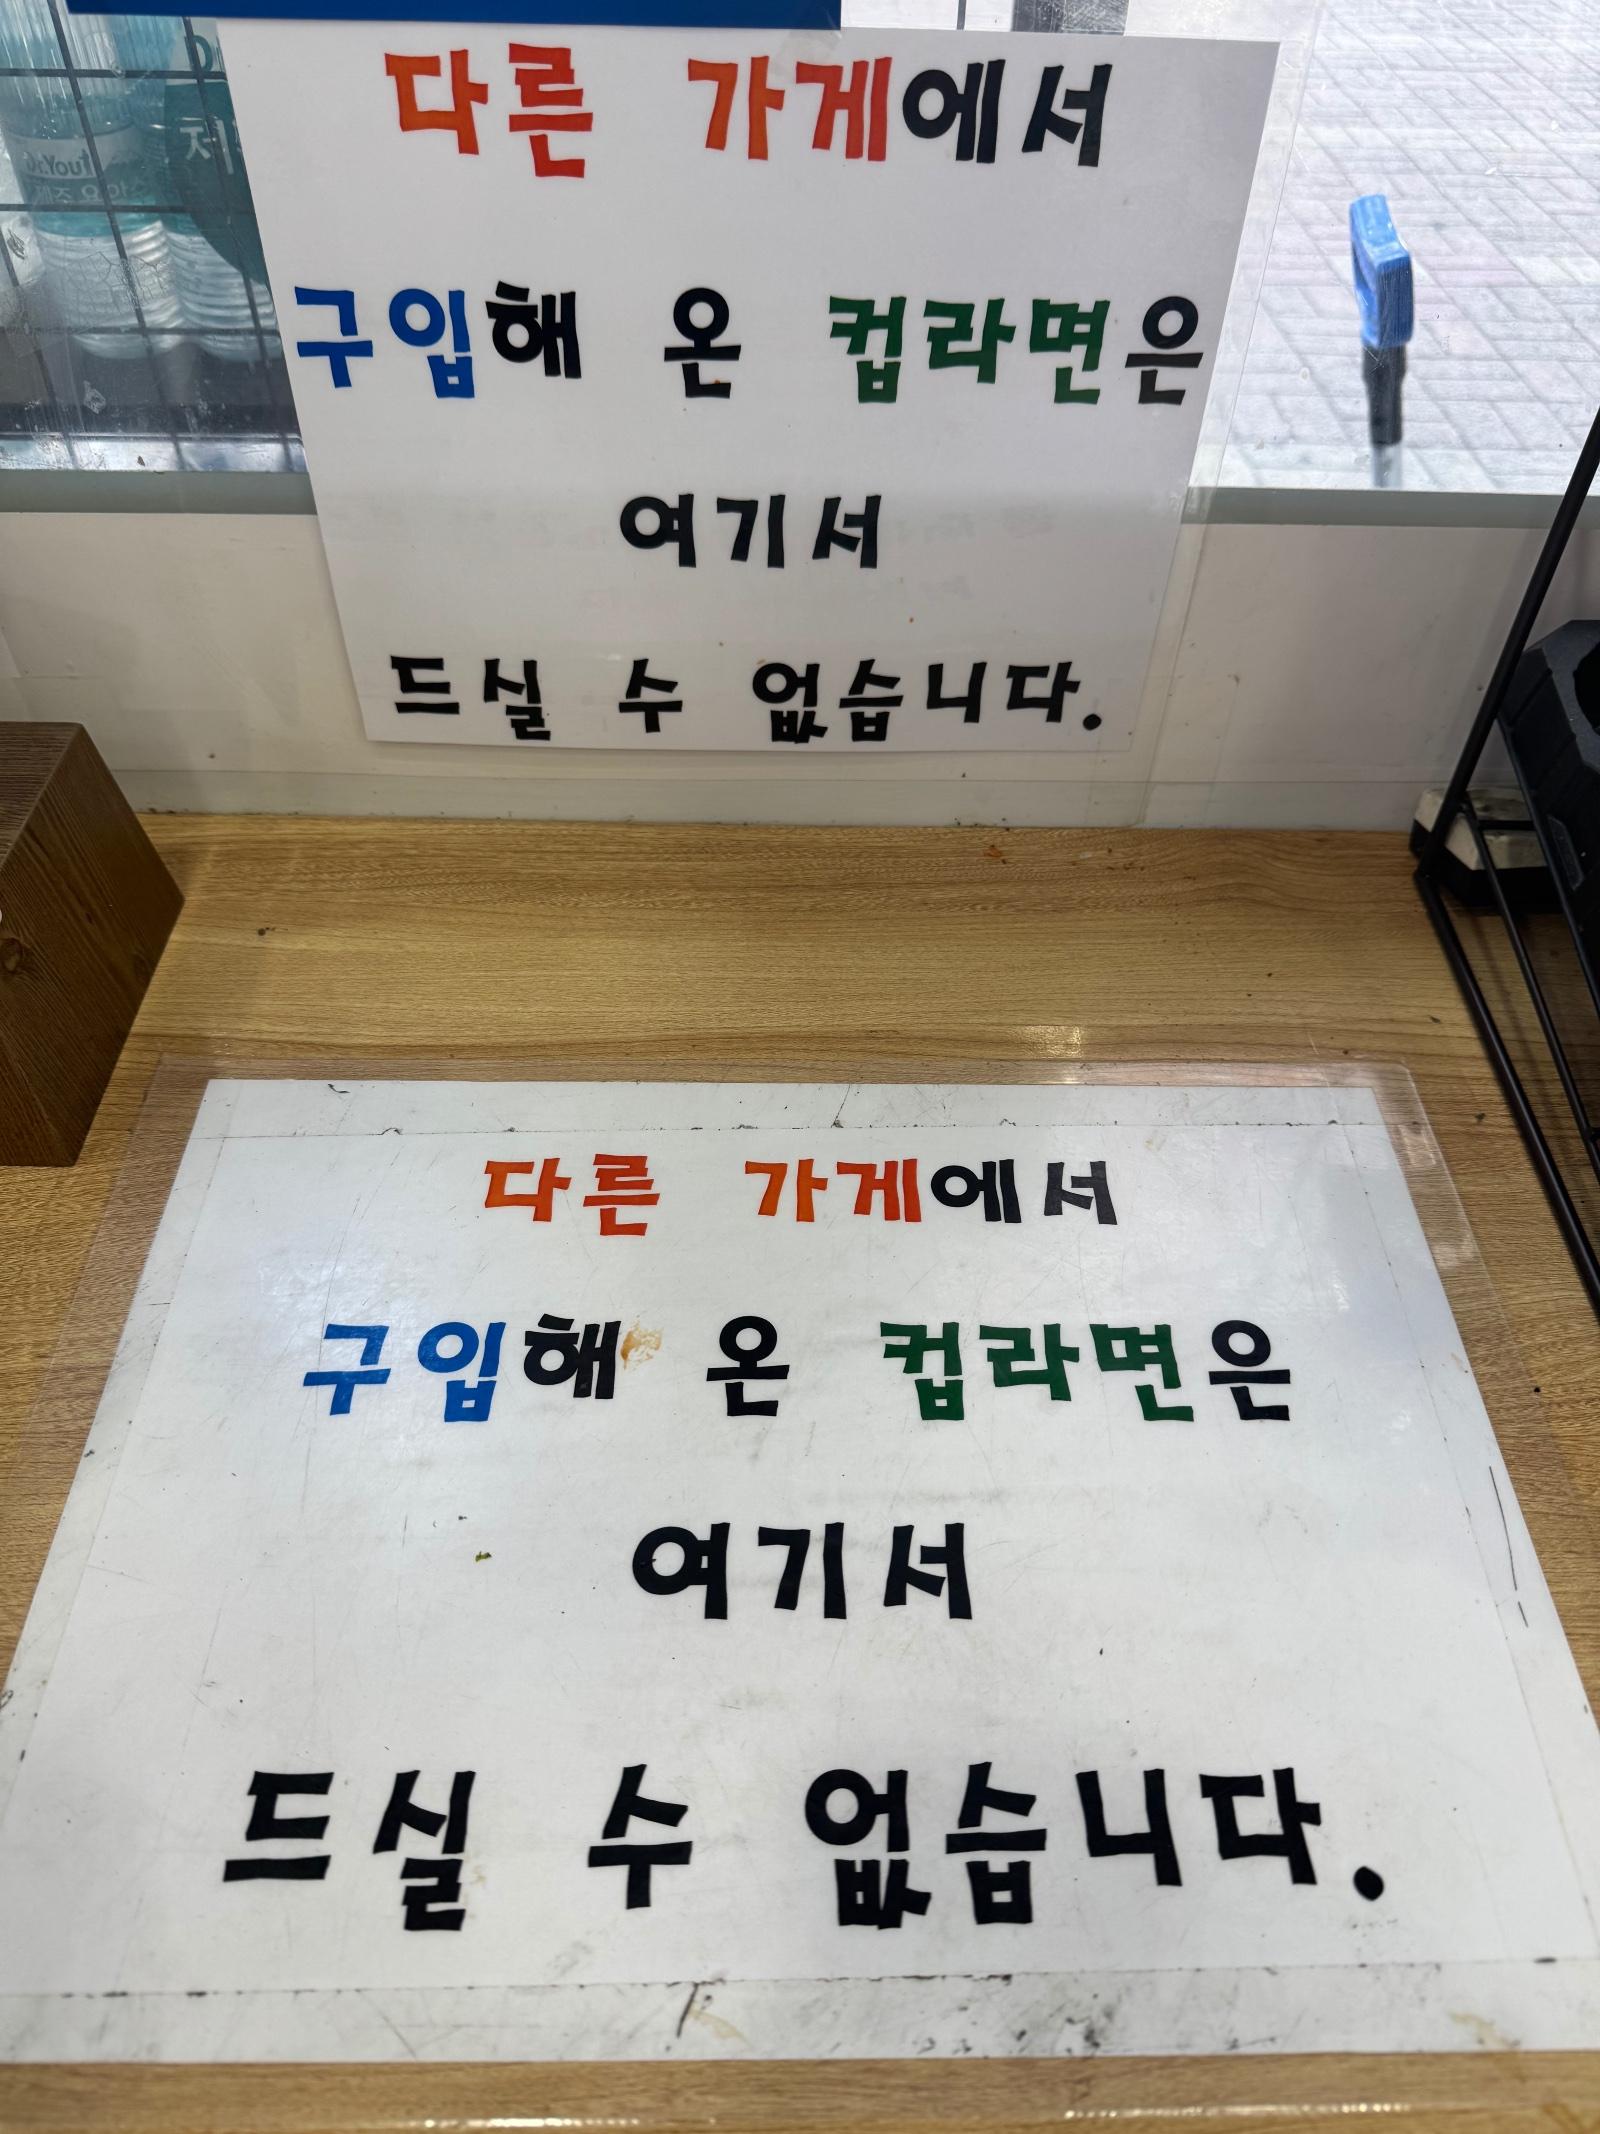 다른 가게에서
구입해 온 컵라면은
여기서
드실 수 없습니다.
다른 가게에서
구입해 온 컵라면은
여기서
드실 수 없습니다.